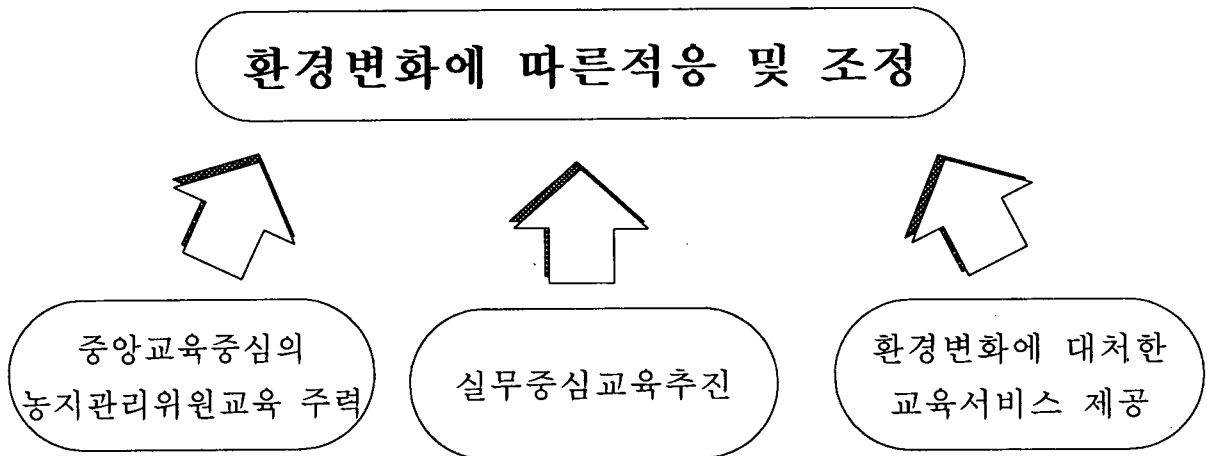 환경변화에 따른적응 및 조정
중앙교육중심의
농지관리위원교육 주력
실무중심교육추진
환경변화에 대처한
교육서비스 제공